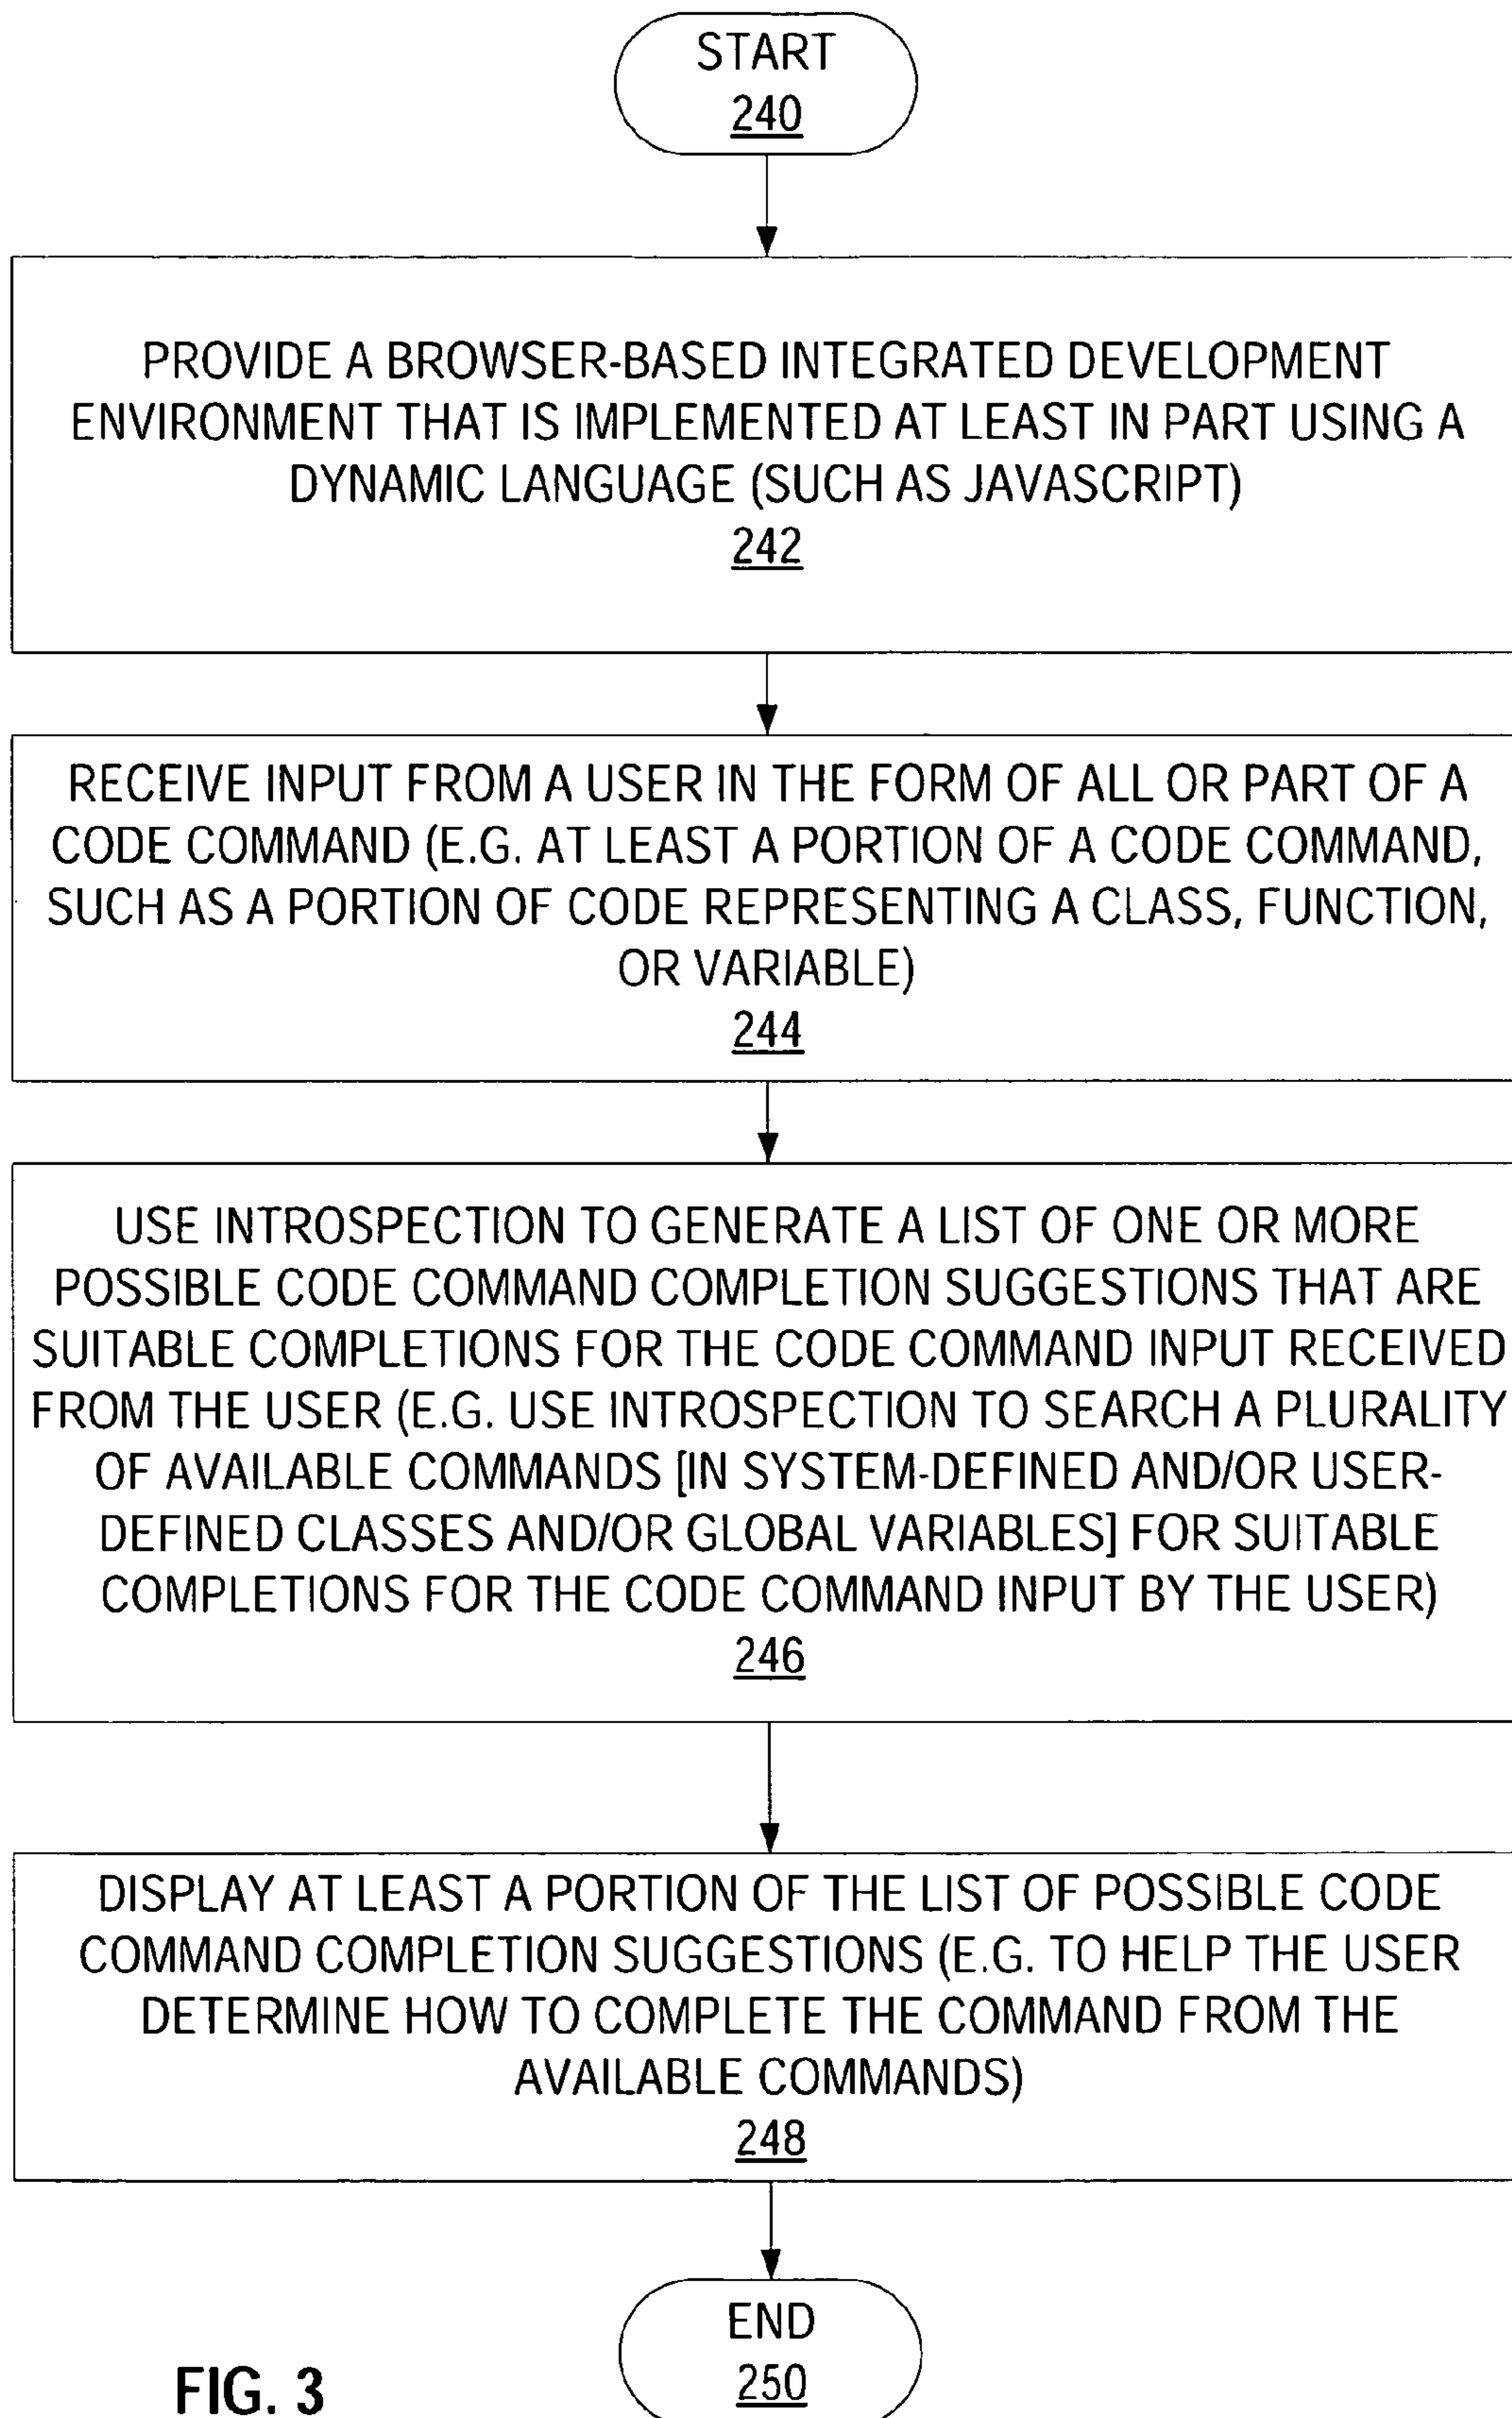 START
240
PROVIDE A BROWSER-BASED INTEGRATED DEVELOPMENT
ENVIRONMENT THAT IS IMPLEMENTED AT LEAST IN PART USING A
DYNAMIC LANGUAGE (SUCH AS JAVASCRIPT)
242
RECEIVE INPUT FROM A USER IN THE FORM OF ALL OR PART OF A
CODE COMMAND (E.G. AT LEAST A PORTION OF A CODE COMMAND,
SUCH AS A PORTION OF CODE REPRESENTING A CLASS, FUNCTION,
OR VARIABLE)
244
USE INTROSPECTION TO GENERATE A LIST OF ONE OR MORE
POSSIBLE CODE COMMAND COMPLETION SUGGESTIONS THAT ARE
SUITABLE COMPLETIONS FOR THE CODE COMMAND INPUT RECEIVED
FROM THE USER (E.G. USE INTROSPECTION TO SEARCH A PLURALITY
OF AVAILABLE COMMANDS [IN SYSTEM-DEFINED AND/OR USER-
DEFINED CLASSES AND/OR GLOBAL VARIABLES] FOR SUITABLE
COMPLETIONS FOR THE CODE COMMAND INPUT BY THE USER)
246
DISPLAY AT LEAST A PORTION OF THE LIST OF POSSIBLE CODE
COMMAND COMPLETION SUGGESTIONS (E.G. TO HELP THE USER
DETERMINE HOW TO COMPLETE THE COMMAND FROM THE
AVAILABLE COMMANDS)
248
END
250
FIG. 3